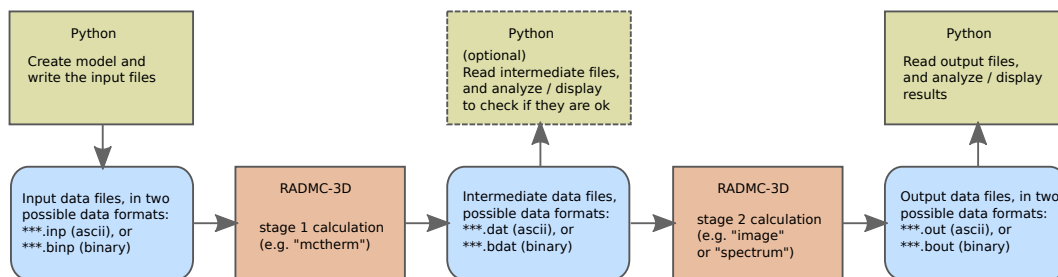 Python
Create model and
write the input files
Python
(optional)
Read intermediate files,
and analyze / display
to check if they are ok
Python
Read output files,
and analyze / display
results
Input data files, in two
possible data formats:
***.inp (ascii), or
***.binp (binary)
RADMC-3D
stage 1 calculation
(e.g. "mctherm")
Intermediate data files,
possible data formats:
***.dat (ascii), or
***.bdat (binary)
RADMC-3D
stage 2 calculation
(e.g. "image"
or "spectrum")
Output data files, in two
possible data formats:
***.out (ascii), or
***.bout (binary)